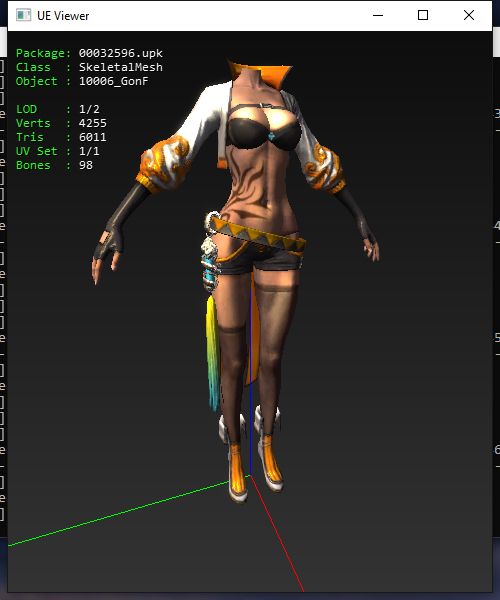 UE Viewer
Package: 00032596.upk
Class : SkeletalMesh
Object : 10006_GonF
LOD : 1/2
Verts : 4255
Tris : 6011
UV Set : 1/1
Bones : 98